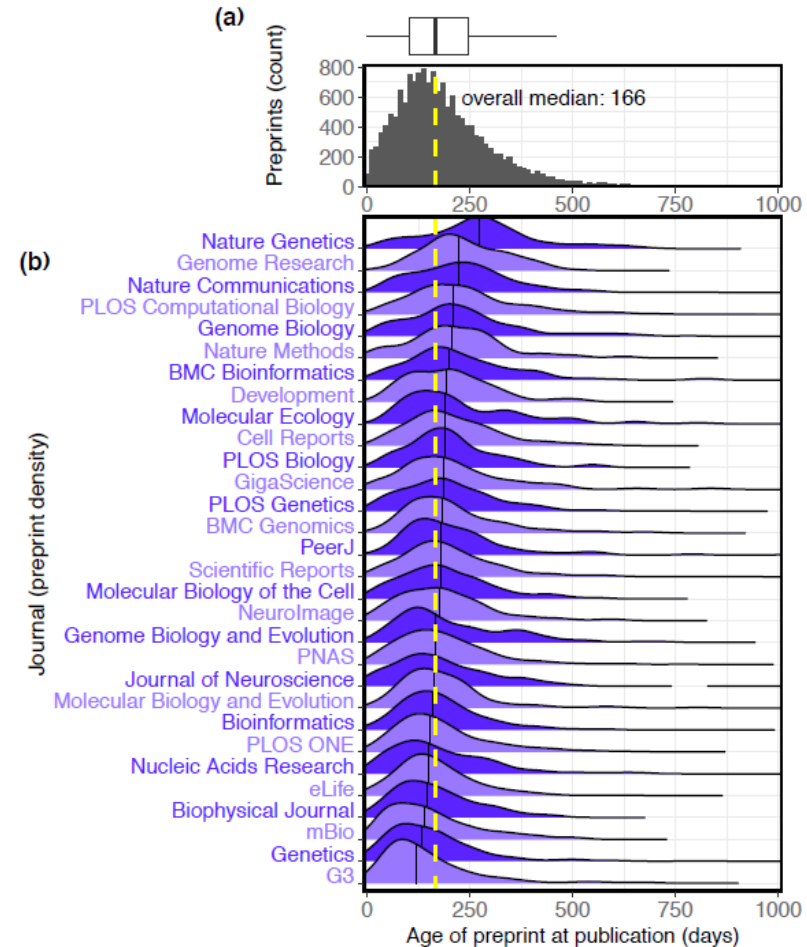 (a)
Preprints (count)
800
600
400
200
0
overall median: 166
0 250 500 750 1000
(b)
Journal (preprint density)
Nature Genetics
Genome Research
Nature Communications
PLOS Computational Biology
Genome Biology
Nature Methods
BMC Bioinformatics
Development
Molecular Ecology
Cell Reports
PLOS Biology
GigaScience
PLOS Genetics
BMC Genomics
PeerJ
Scientific Reports
Molecular Biology of the Cell
NeuroImage
Genome Biology and Evolution
PNAS
Journal of Neuroscience
Molecular Biology and Evolution
Bioinformatics
PLOS ONE
Nucleic Acids Research
eLife
Biophysical Journal
mBio
Genetics
G3
0 250 500 750 1000
Age of preprint at publication (days)